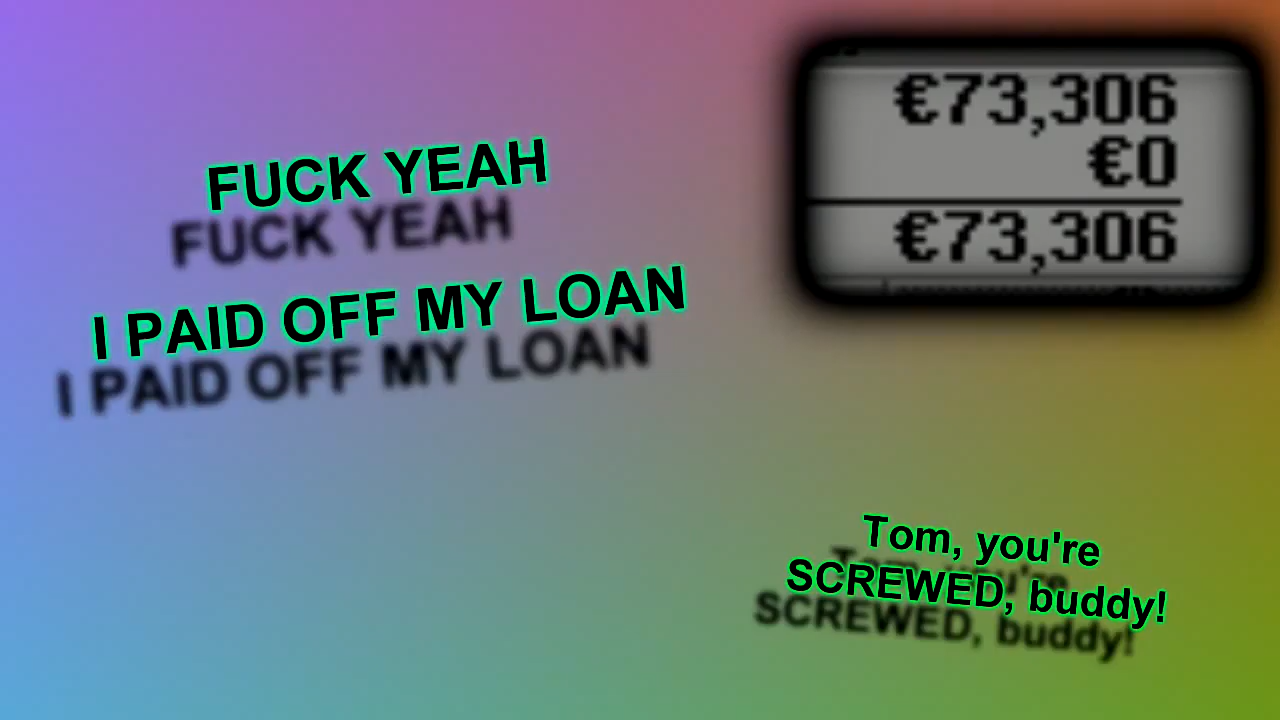 FUCK YEAH
I PAID OFF MY LOAN
€73,306
€0
€73,306
Tom, you're
SCREWED, buddy!